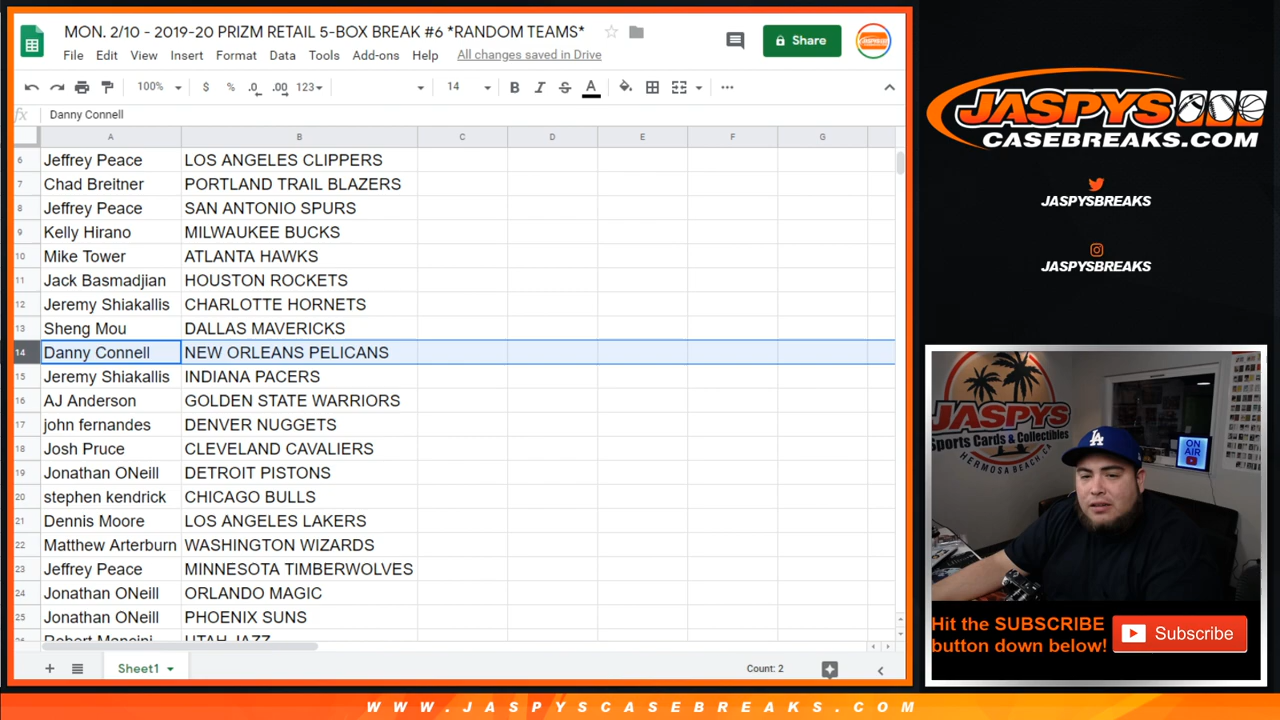 MON. 2/10 - 2019-20 PRIZM RETAIL 5-BOX BREAK #6 *RANDOM TEAMS*
File Edit View Insert Format Data Tools Add-ons Help All changes saved in Drive
Share
100% $ % .0 .00 123 14 B I S A
fx Danny Connell
A B C D E F G
6 Jeffrey Peace LOS ANGELES CLIPPERS
7 Chad Breitner PORTLAND TRAIL BLAZERS
8 Jeffrey Peace SAN ANTONIO SPURS
9 Kelly Hirano MILWAUKEE BUCKS
10 Mike Tower ATLANTA HAWKS
11 Jack Basmadjian HOUSTON ROCKETS
12 Jeremy Shiakallis CHARLOTTE HORNETS
13 Sheng Mou DALLAS MAVERICKS
14 Danny Connell NEW ORLEANS PELICANS
15 Jeremy Shiakallis INDIANA PACERS
16 AJ Anderson GOLDEN STATE WARRIORS
17 john fernandes DENVER NUGGETS
18 Josh Pruce CLEVELAND CAVALIERS
19 Jonathan ONeill DETROIT PISTONS
20 stephen kendrick CHICAGO BULLS
21 Dennis Moore LOS ANGELES LAKERS
22 Matthew Arterburn WASHINGTON WIZARDS
23 Jeffrey Peace MINNESOTA TIMBERWOLVES
24 Jonathan ONeill ORLANDO MAGIC
25 Jonathan ONeill PHOENIX SUNS
26 Robert Mancini UTAH JAZZ
Sheet1
Count: 2
JASPYS
CASEBREAKS.COM
JASPYSBREAKS
JASPYSBREAKS
JASPYS
Sports Cards & Collectibles
HERMOSA BEACH, CA
ON
AIR
LA
Hit the SUBSCRIBE
button down below!
Subscribe
WWW.JASPYSCASEBREAKS.COM